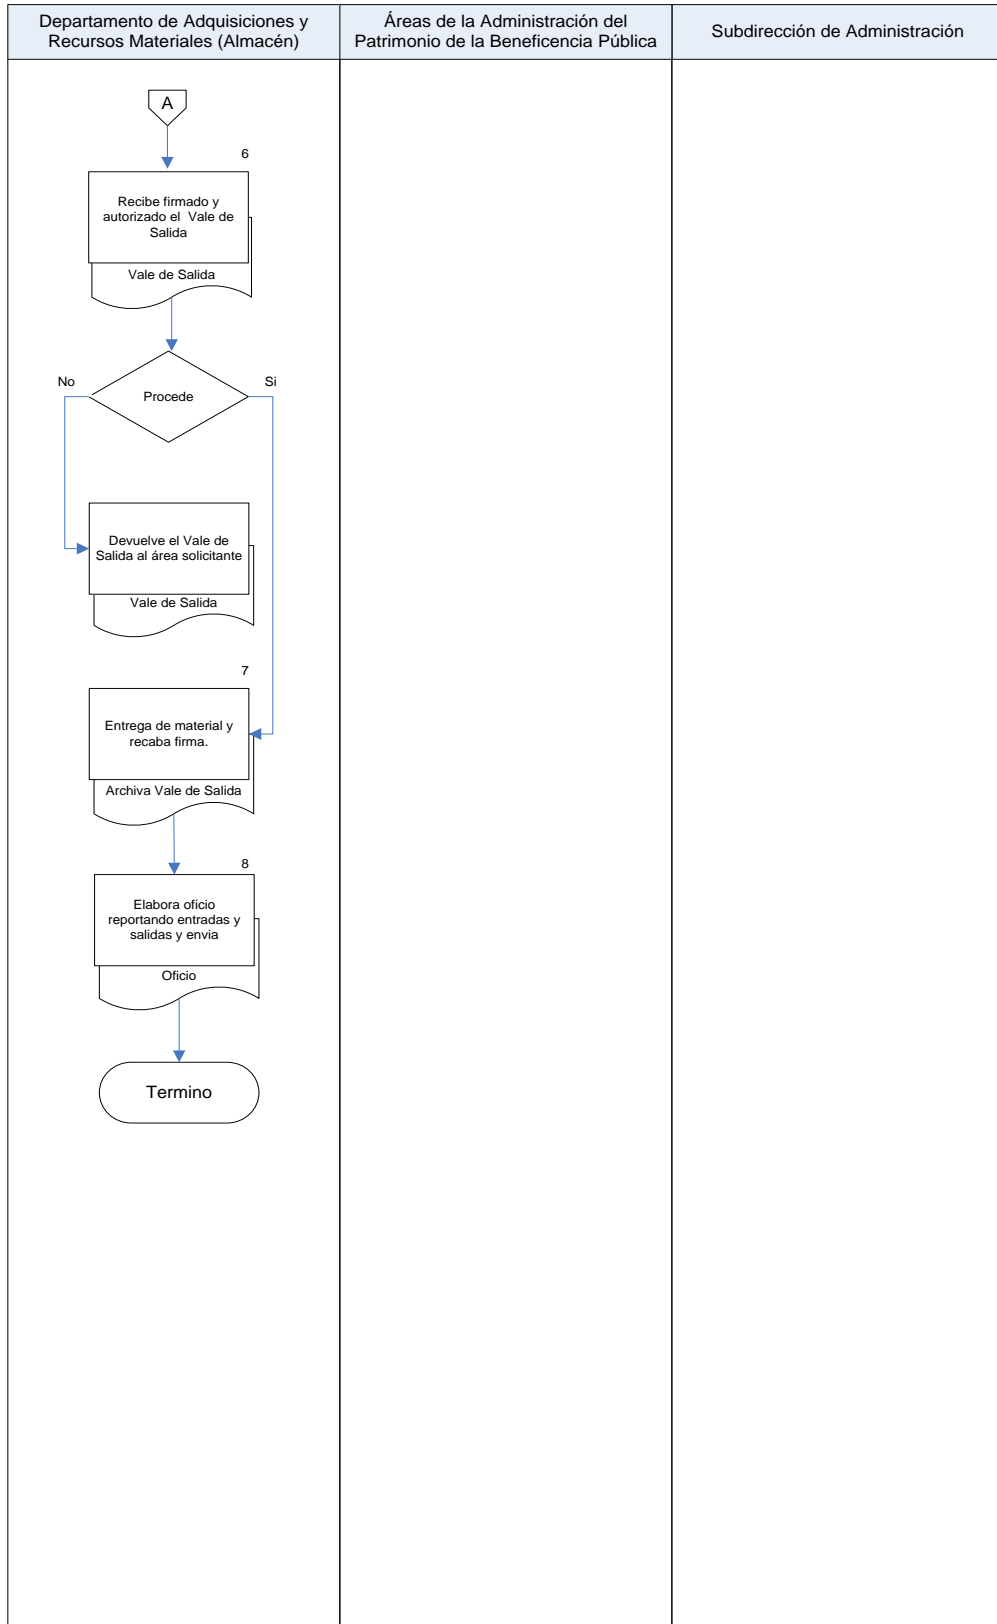 Departamento de Adquisiciones y
Recursos Materiales (Almacén)
Áreas de la Administración del
Patrimonio de la Beneficencia Pública
Subdirección de Administración
A
6
Recibe firmado y
autorizado el Vale de
Salida
Vale de Salida
No
Procede
Si
Devuelve el Vale de
Salida al área solicitante
Vale de Salida
7
Entrega de material y
recaba firma.
Archiva Vale de Salida
8
Elabora oficio
reportando entradas y
salidas y envia
Oficio
Termino